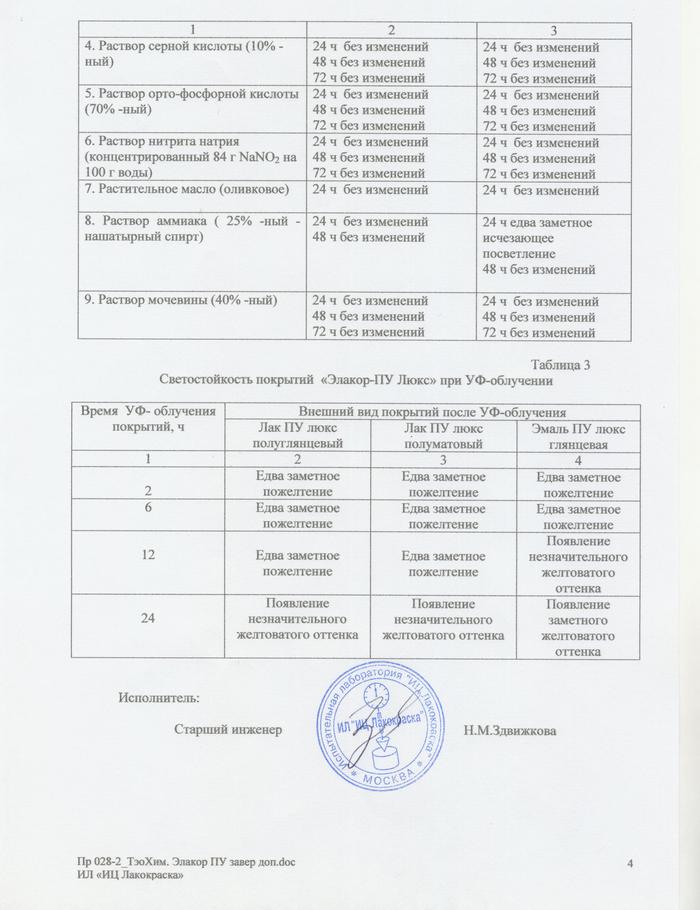 1 2 3
4. Раствор серной кислоты (10% - 24 ч без изменений 24 ч без изменений
ный) 48 ч без изменений 48 ч без изменений
72 ч без изменений 72 ч без изменений
5. Раствор орто-фосфорной кислоты 24 ч без изменений 24 ч без изменений
(70% -ный) 48 ч без изменений 48 ч без изменений
72 ч без изменений 72 ч без изменений
6. Раствор нитрита натрия 24 ч без изменений 24 ч без изменений
(концентрированный 84 г NaNO2 на 48 ч без изменений 48 ч без изменений
100 г воды) 72 ч без изменений 72 ч без изменений
7. Растительное масло (оливковое) 24 ч без изменений 24 ч без изменений
8. Раствор аммиака ( 25% -ный - 24 ч без изменений 24 ч едва заметное
нашатырный спирт) 48 ч без изменений исчезающее
посветление
48 ч без изменений
9. Раствор мочевины (40% -ный) 24 ч без изменений 24 ч без изменений
48 ч без изменений 48 ч без изменений
72 ч без изменений 72 ч без изменений
Таблица 3
Светостойкость покрытий «Элакор-ПУ Люкс» при УФ-облучении
Время УФ- облучения Внешний вид покрытий после УФ-облучения
покрытий, ч Лак ПУ люкс Лак ПУ люкс Эмаль ПУ люкс
полуглянцевый полуматовый глянцевая
1 2 3 4
Едва заметное Едва заметное Едва заметное
2 пожелтение пожелтение пожелтение
6 Едва заметное Едва заметное Едва заметное
пожелтение пожелтение пожелтение
Появление
12 Едва заметное Едва заметное незначительного
пожелтение пожелтение желтоватого
оттенка
Появление Появление Появление
24 незначительного незначительного заметного
желтоватого оттенка желтоватого оттенка желтоватого
оттенка
Исполнитель:
Старший инженер Н.М.Здвижкова
Испытательная лаборатория "ИЦ Лакокраска"
ИЛ "ИЦ Лакокраска"
* МОСКВА *
Пр 028-2_ТэоХим. Элакор ПУ завер доп.doc 4
ИЛ «ИЦ Лакокраска»